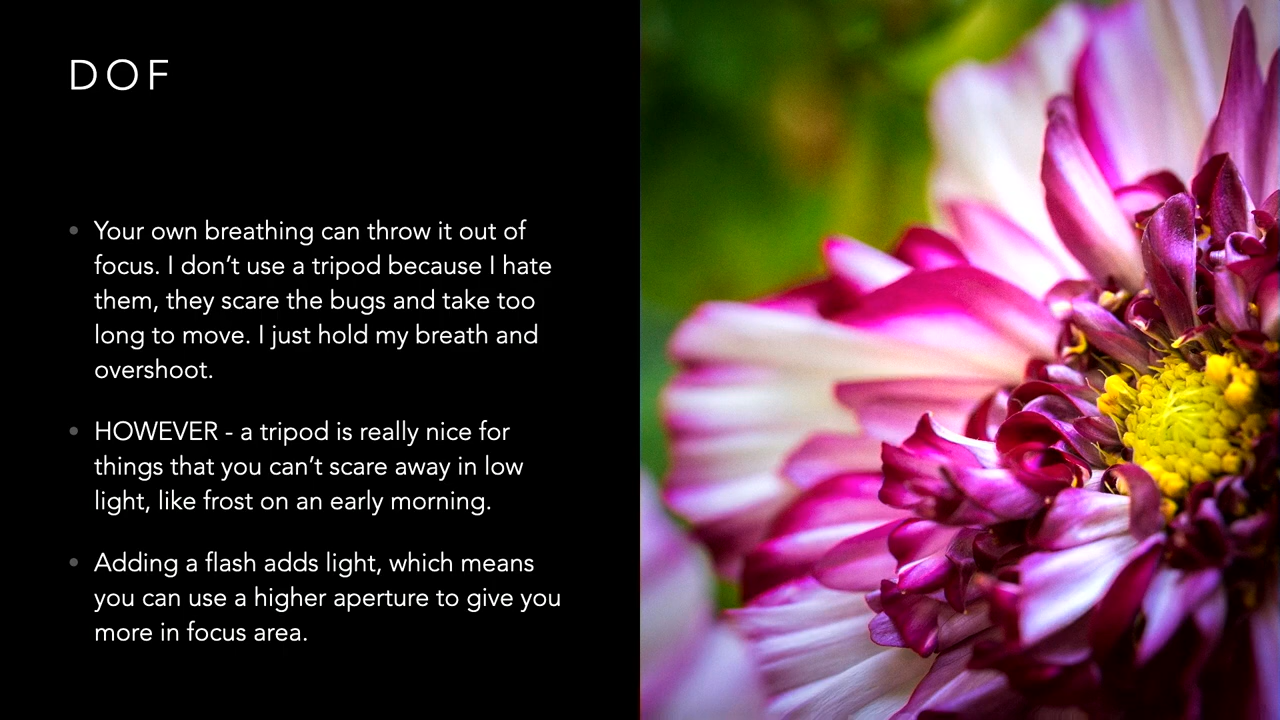 DOF
• Your own breathing can throw it out of
focus. I don’t use a tripod because I hate
them, they scare the bugs and take too
long to move. I just hold my breath and
overshoot.
• HOWEVER - a tripod is really nice for
things that you can’t scare away in low
light, like frost on an early morning.
• Adding a flash adds light, which means
you can use a higher aperture to give you
more in focus area.